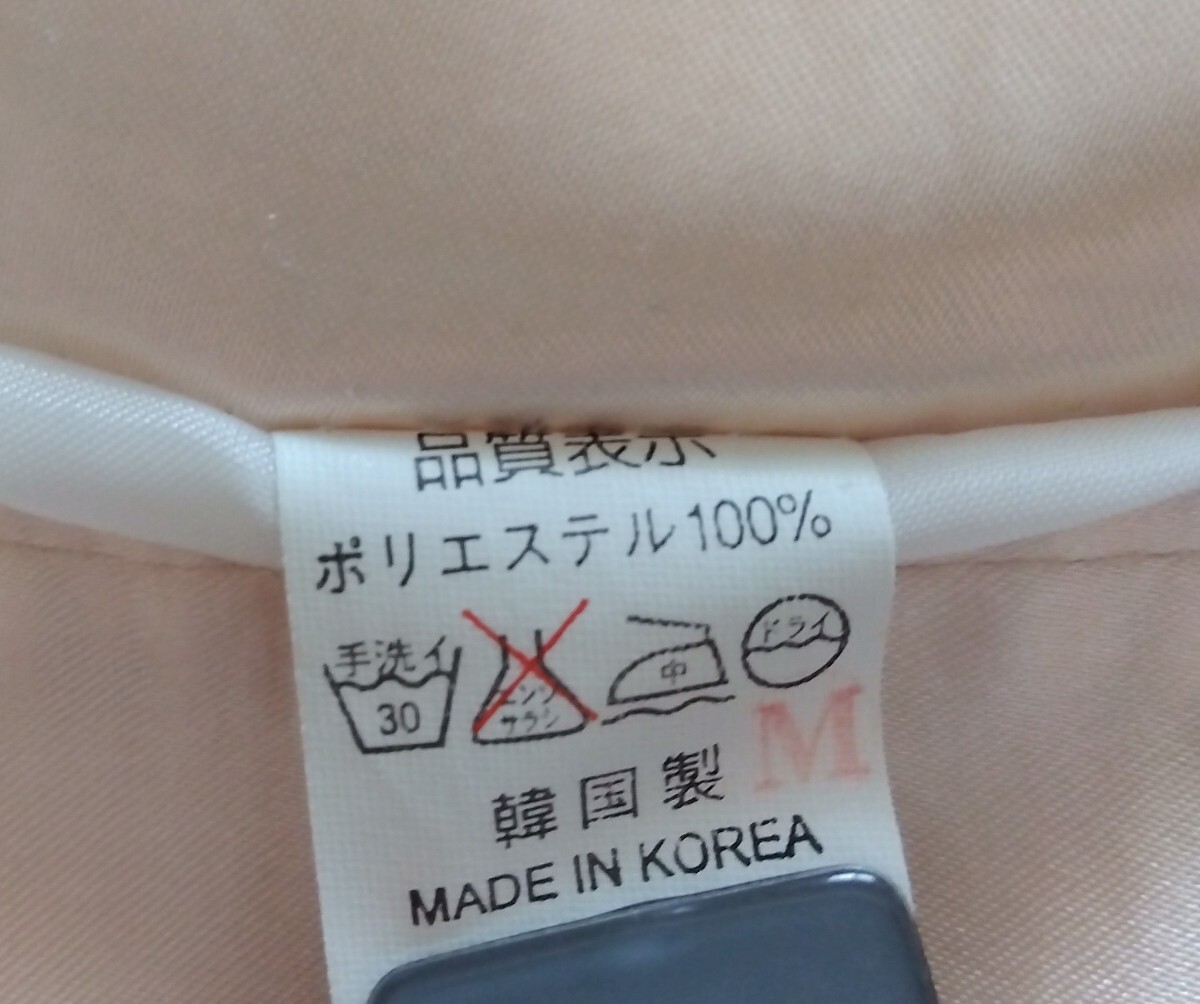 品質表示
ポリエステル100%
手洗イ 30
エンソ サラシ
中
ドライ
M
韓国製
MADE IN KOREA